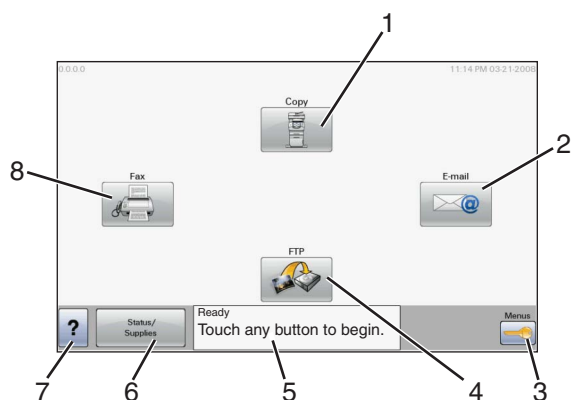 1
0.0.0.0
11:14 PM 03-21-2008
Copy
2
8
Fax
E-mail
FTP
Ready
Menus
?
Status/
Supplies
Touch any button to begin.
7
6
5
4
3